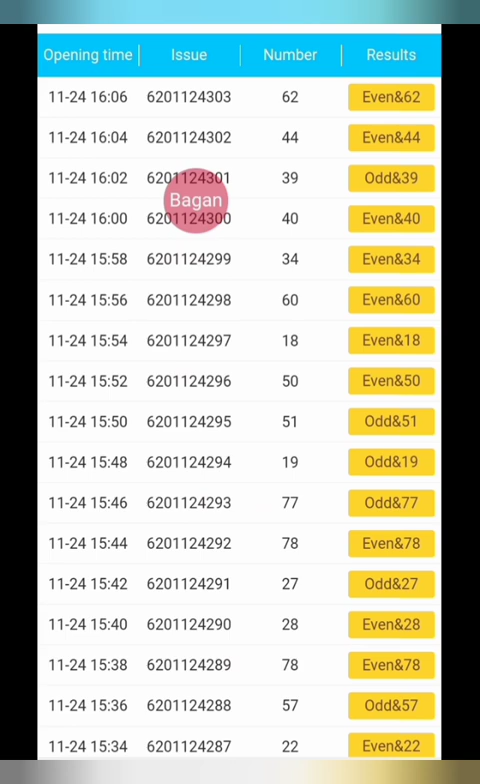 Opening time Issue Number Results
11-24 16:06 6201124303 62 Even&62
11-24 16:04 6201124302 44 Even&44
11-24 16:02 6201124301 39 Odd&39
Bagan
11-24 16:00 6201124300 40 Even&40
11-24 15:58 6201124299 34 Even&34
11-24 15:56 6201124298 60 Even&60
11-24 15:54 6201124297 18 Even&18
11-24 15:52 6201124296 50 Even&50
11-24 15:50 6201124295 51 Odd&51
11-24 15:48 6201124294 19 Odd&19
11-24 15:46 6201124293 77 Odd&77
11-24 15:44 6201124292 78 Even&78
11-24 15:42 6201124291 27 Odd&27
11-24 15:40 6201124290 28 Even&28
11-24 15:38 6201124289 78 Even&78
11-24 15:36 6201124288 57 Odd&57
11-24 15:34 6201124287 22 Even&22